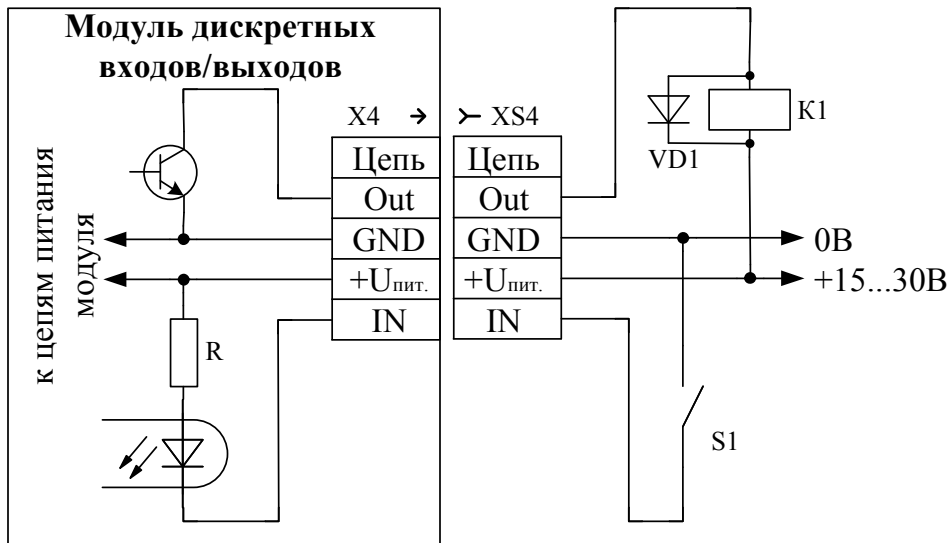 Модуль дискретных
входов/выходов
X4
XS4
Цепь
Out
GND
+Uпит.
IN
Цепь
Out
GND
+Uпит.
IN
к цепям питания
модуля
R
VD1
К1
0В
+15...30В
S1